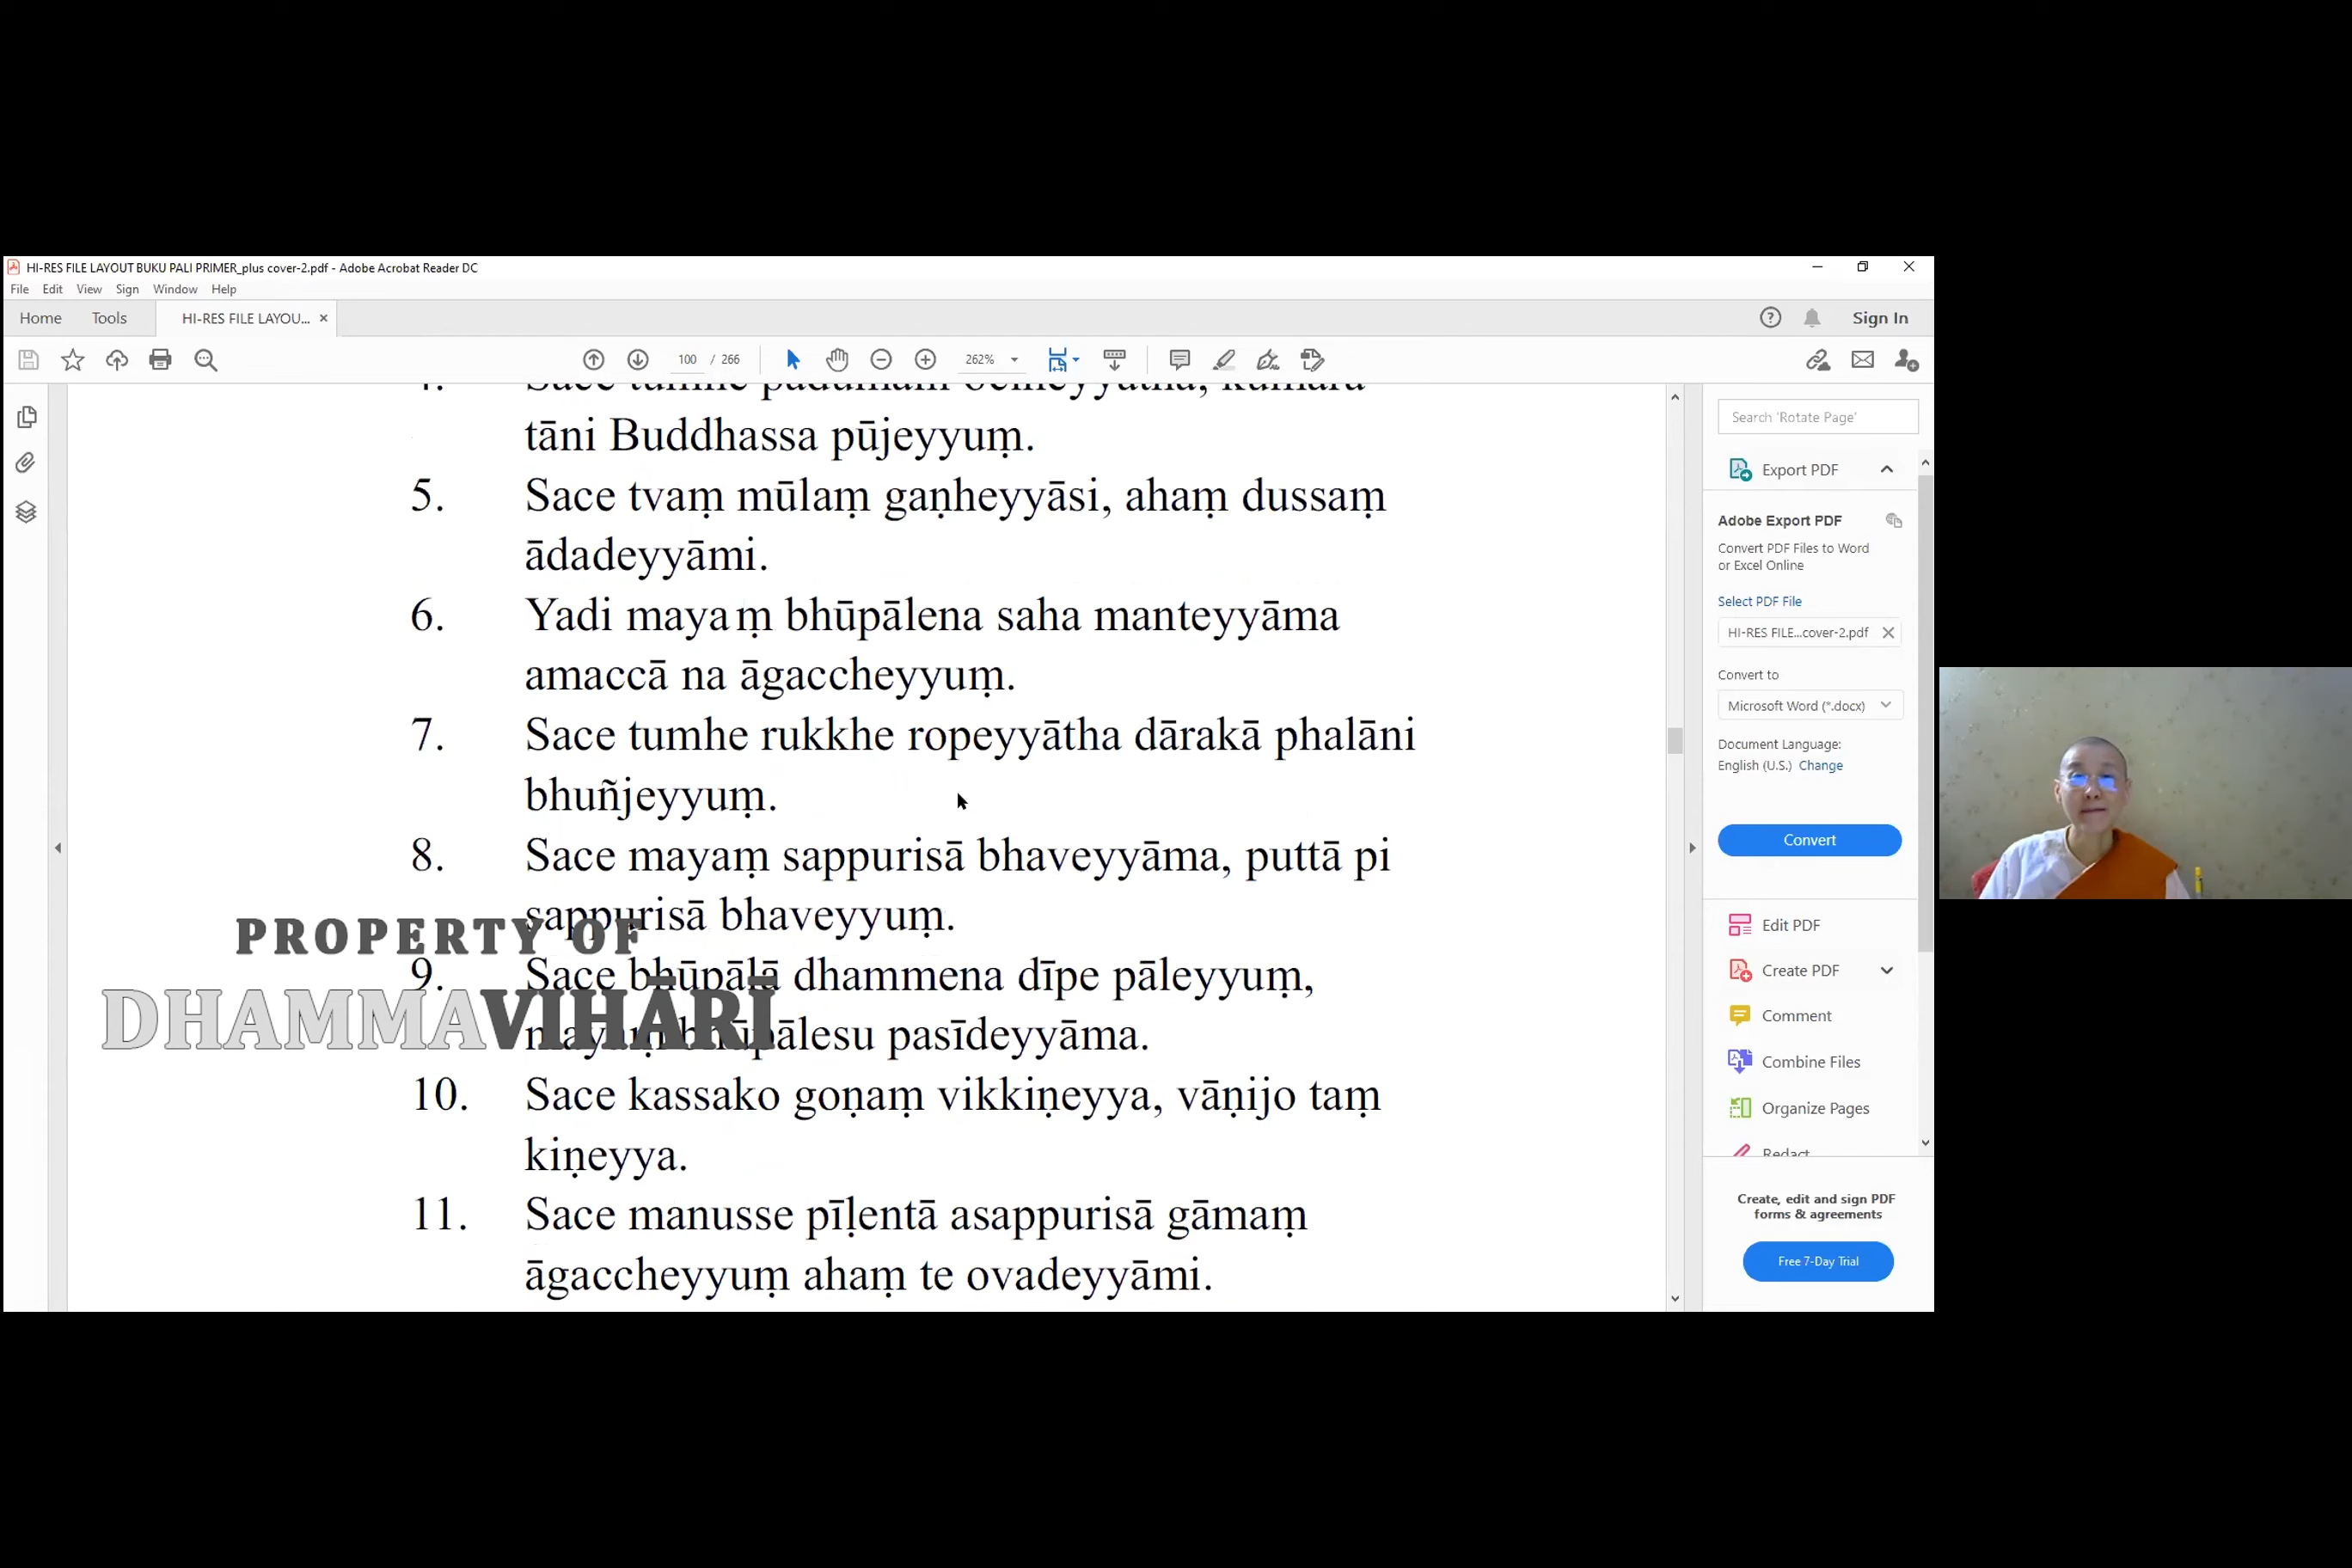 HI-RES FILE LAYOUT BUKU PALI PRIMER_plus cover-2.pdf - Adobe Acrobat Reader DC
File Edit View Sign Window Help
Home Tools HI-RES FILE LAYOU... × Sign In
100 / 266 262%
tāni Buddhassa pūjeyyuṃ.
5. Sace tvaṃ mūlaṃ gaṇheyyāsi, ahaṃ dussaṃ
ādadeyyāmi.
6. Yadi maya ṃ bhūpālena saha manteyyāma
amaccā na āgaccheyyuṃ.
7. Sace tumhe rukkhe ropeyyātha dārakā phalāni
bhuñjeyyuṃ.
8. Sace mayaṃ sappurisā bhaveyyāma, puttā pi
sappurisā bhaveyyuṃ.
9. Sace bhūpālā dhammena dīpe pāleyyuṃ,
mayaṃ bhūpālesu pasīdeyyāma.
10. Sace kassako goṇaṃ vikkiṇeyya, vāṇijo taṃ
kiṇeyya.
11. Sace manusse pīḷentā asappurisā gāmaṃ
āgaccheyyuṃ ahaṃ te ovadeyyāmi.
PROPERTY OF
DHAMMAVIHĀRĪ
Search 'Rotate Page'
Export PDF
Adobe Export PDF
Convert PDF Files to Word
or Excel Online
Select PDF File
HI-RES FILE...cover-2.pdf
Convert to
Microsoft Word (*.docx)
Document Language:
English (U.S.) Change
Convert
Edit PDF
Create PDF
Comment
Combine Files
Organize Pages
Redact
Create, edit and sign PDF
forms & agreements
Free 7-Day Trial